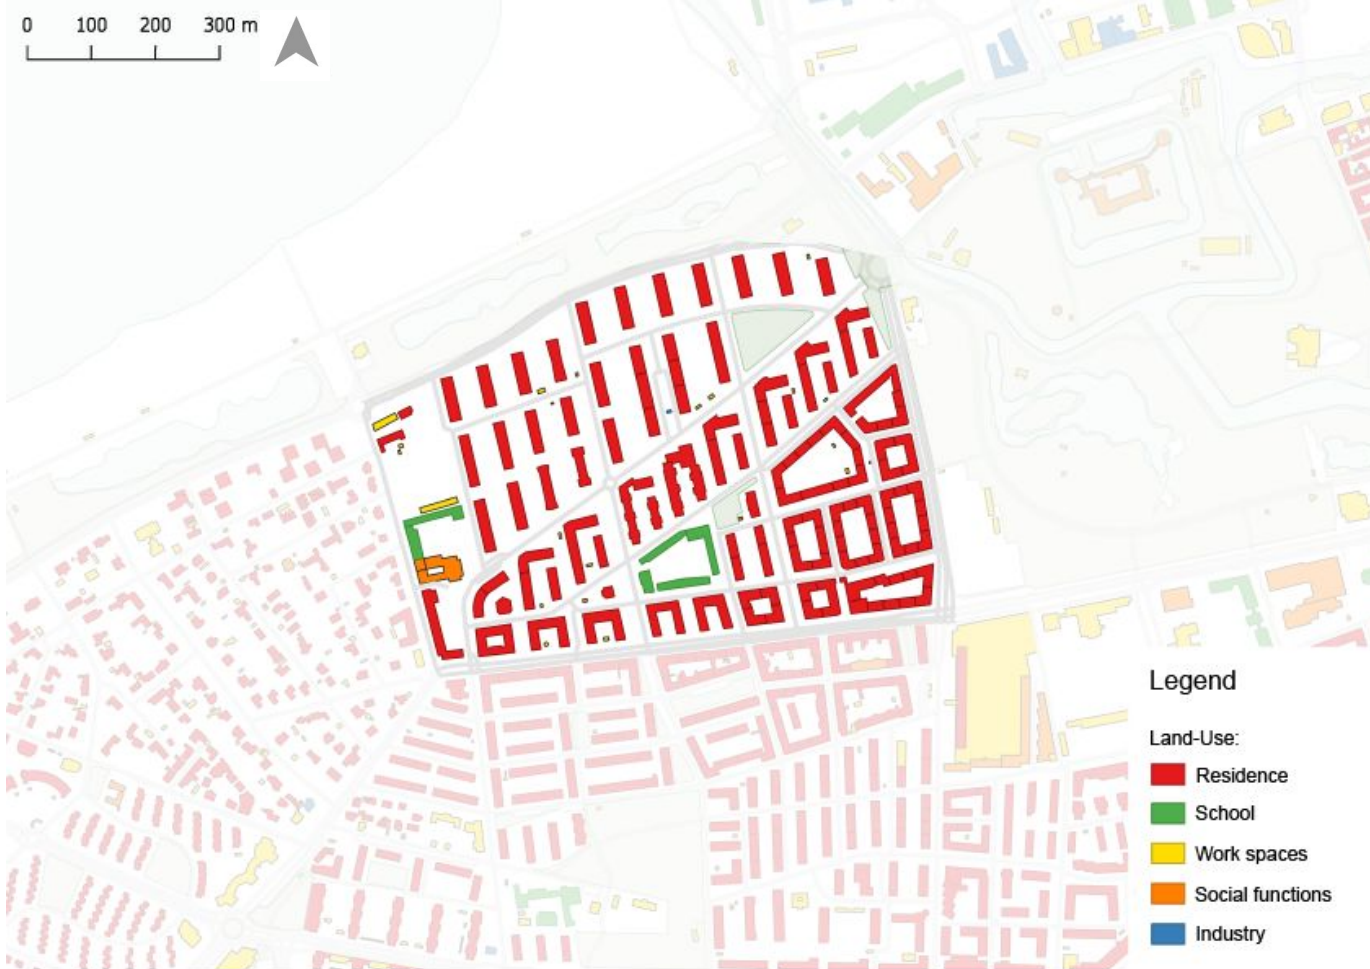 0 100 200 300 m
Legend
Land-Use:
Residence
School
Work spaces
Social functions
Industry